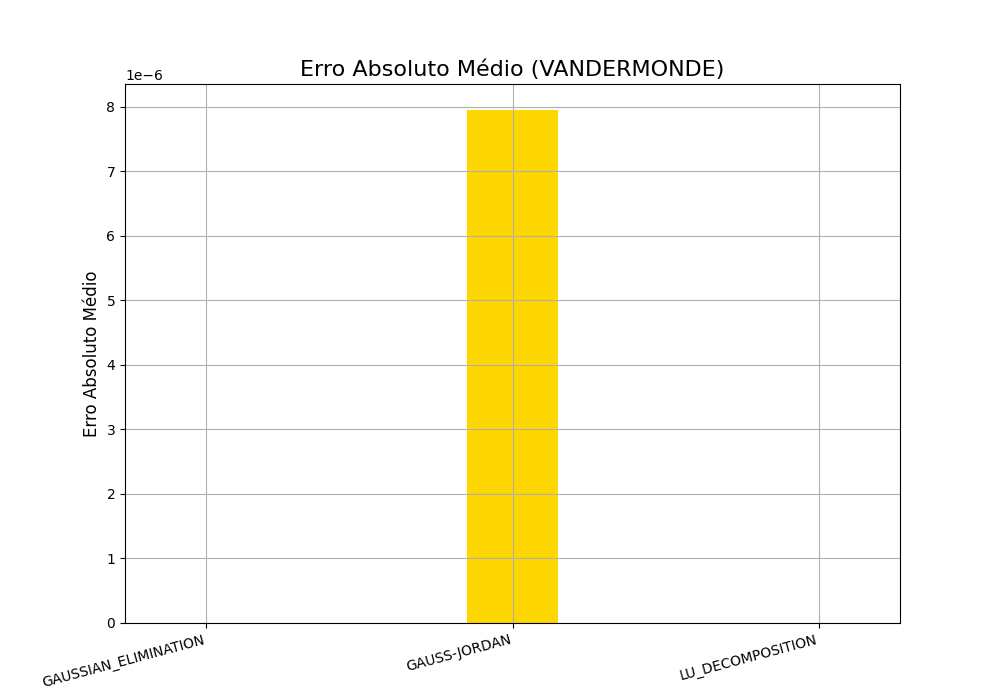 Erro Absoluto Médio (VANDERMONDE)
1e−6
8
7
6
5
4
3
2
1
0
Erro Absoluto Médio
GAUSSIAN_ELIMINATION
GAUSS-JORDAN
LU_DECOMPOSITION